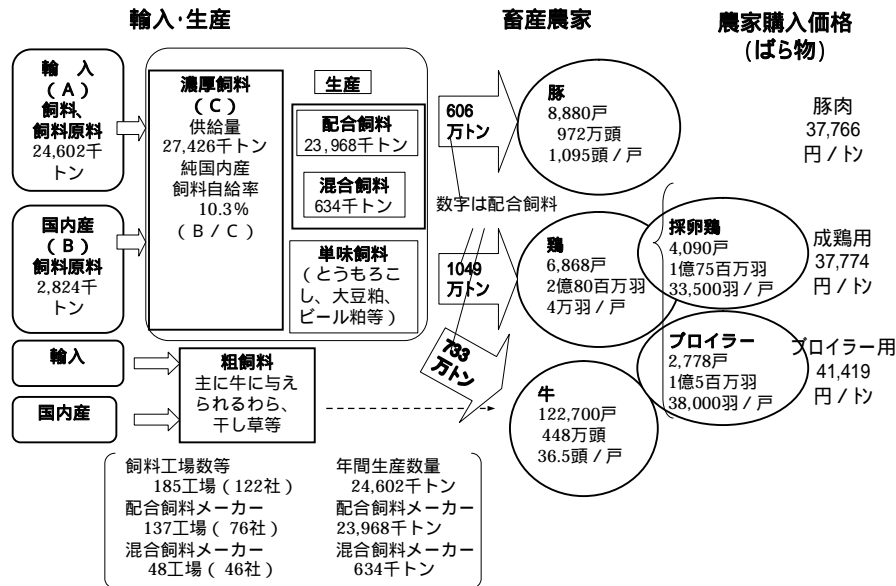 輸入・生産
畜産農家
農家購入価格
(ばら物)
輸 入
(A)
飼料、
飼料原料
24,602千
トン
国内産
(B)
飼料原料
2,824千
トン
輸入
国内産
濃厚飼料
(C)
供給量
27,426千トン
純国内産
飼料自給率
10.3%
(B/C)
生産
配合飼料
23,968千トン
混合飼料
634千トン
単味飼料
(とうもろこ
し、大豆粕、
ビール粕等)
粗飼料
主に牛に与え
られるわら、
干し草等
606
万トン
数字は配合飼料
1049
万トン
733
万トン
豚
8,880戸
972万頭
1,095頭/戸
鶏
6,868戸
2億80百万羽
4万羽/戸
牛
122,700戸
448万頭
36.5頭/戸
採卵鶏
4,090戸
1億75百万羽
33,500羽/戸
ブロイラー
2,778戸
1億5百万羽
38,000羽/戸
豚肉
37,766
円/トン
成鶏用
37,774
円/トン
ブロイラー用
41,419
円/トン
飼料工場数等
185工場(122社)
配合飼料メーカー
137工場( 76社)
混合飼料メーカー
48工場( 46社)
年間生産数量
24,602千トン
配合飼料メーカー
23,968千トン
混合飼料メーカー
634千トン